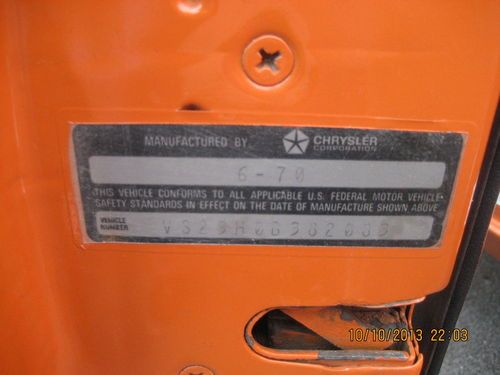 MANUFACTURED BY CHRYSLER
CORPORATION
6-70
THIS VEHICLE CONFORMS TO ALL APPLICABLE U.S. FEDERAL MOTOR VEHICLE
SAFETY STANDARDS IN EFFECT ON THE DATE OF MANUFACTURE SHOWN ABOVE
VEHICLE
NUMBER
10/10/2013 22:03